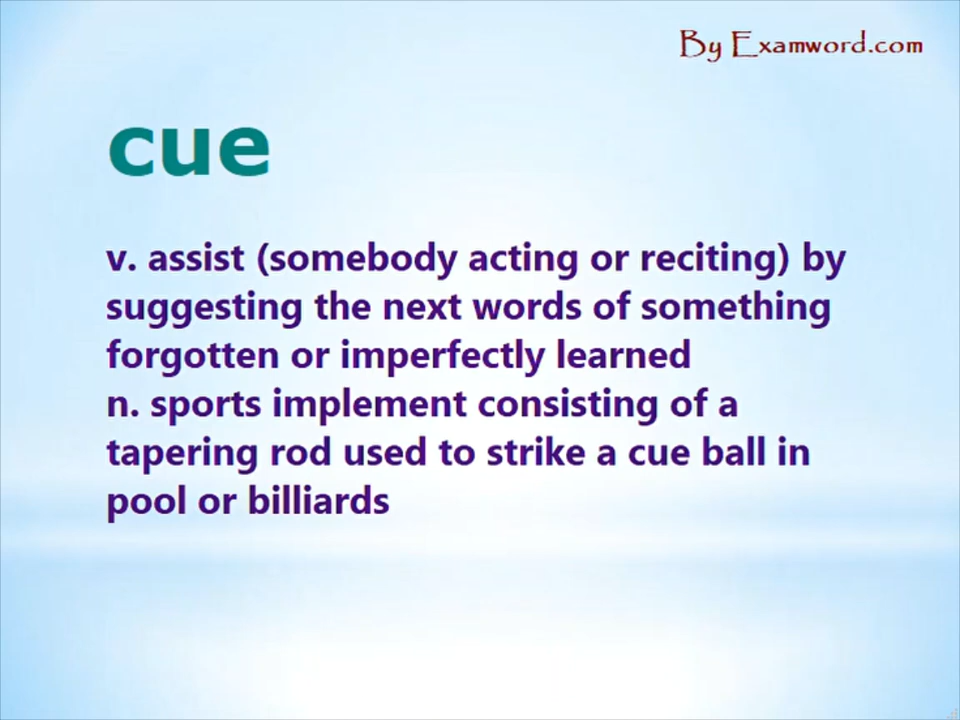 By Examword.com
cue
v. assist (somebody acting or reciting) by
suggesting the next words of something
forgotten or imperfectly learned
n. sports implement consisting of a
tapering rod used to strike a cue ball in
pool or billiards